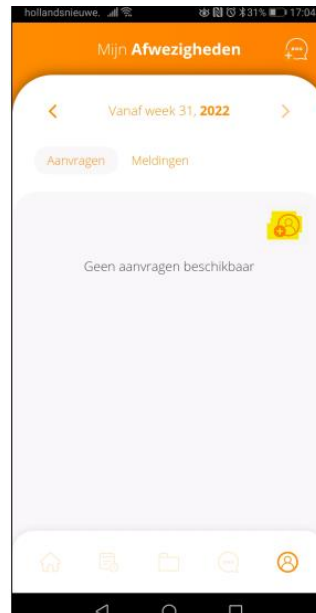 hollandsnieuwe. 31% 17:04
Mijn Afwezigheden
Vanaf week 31, 2022
Aanvragen Meldingen
Geen aanvragen beschikbaar